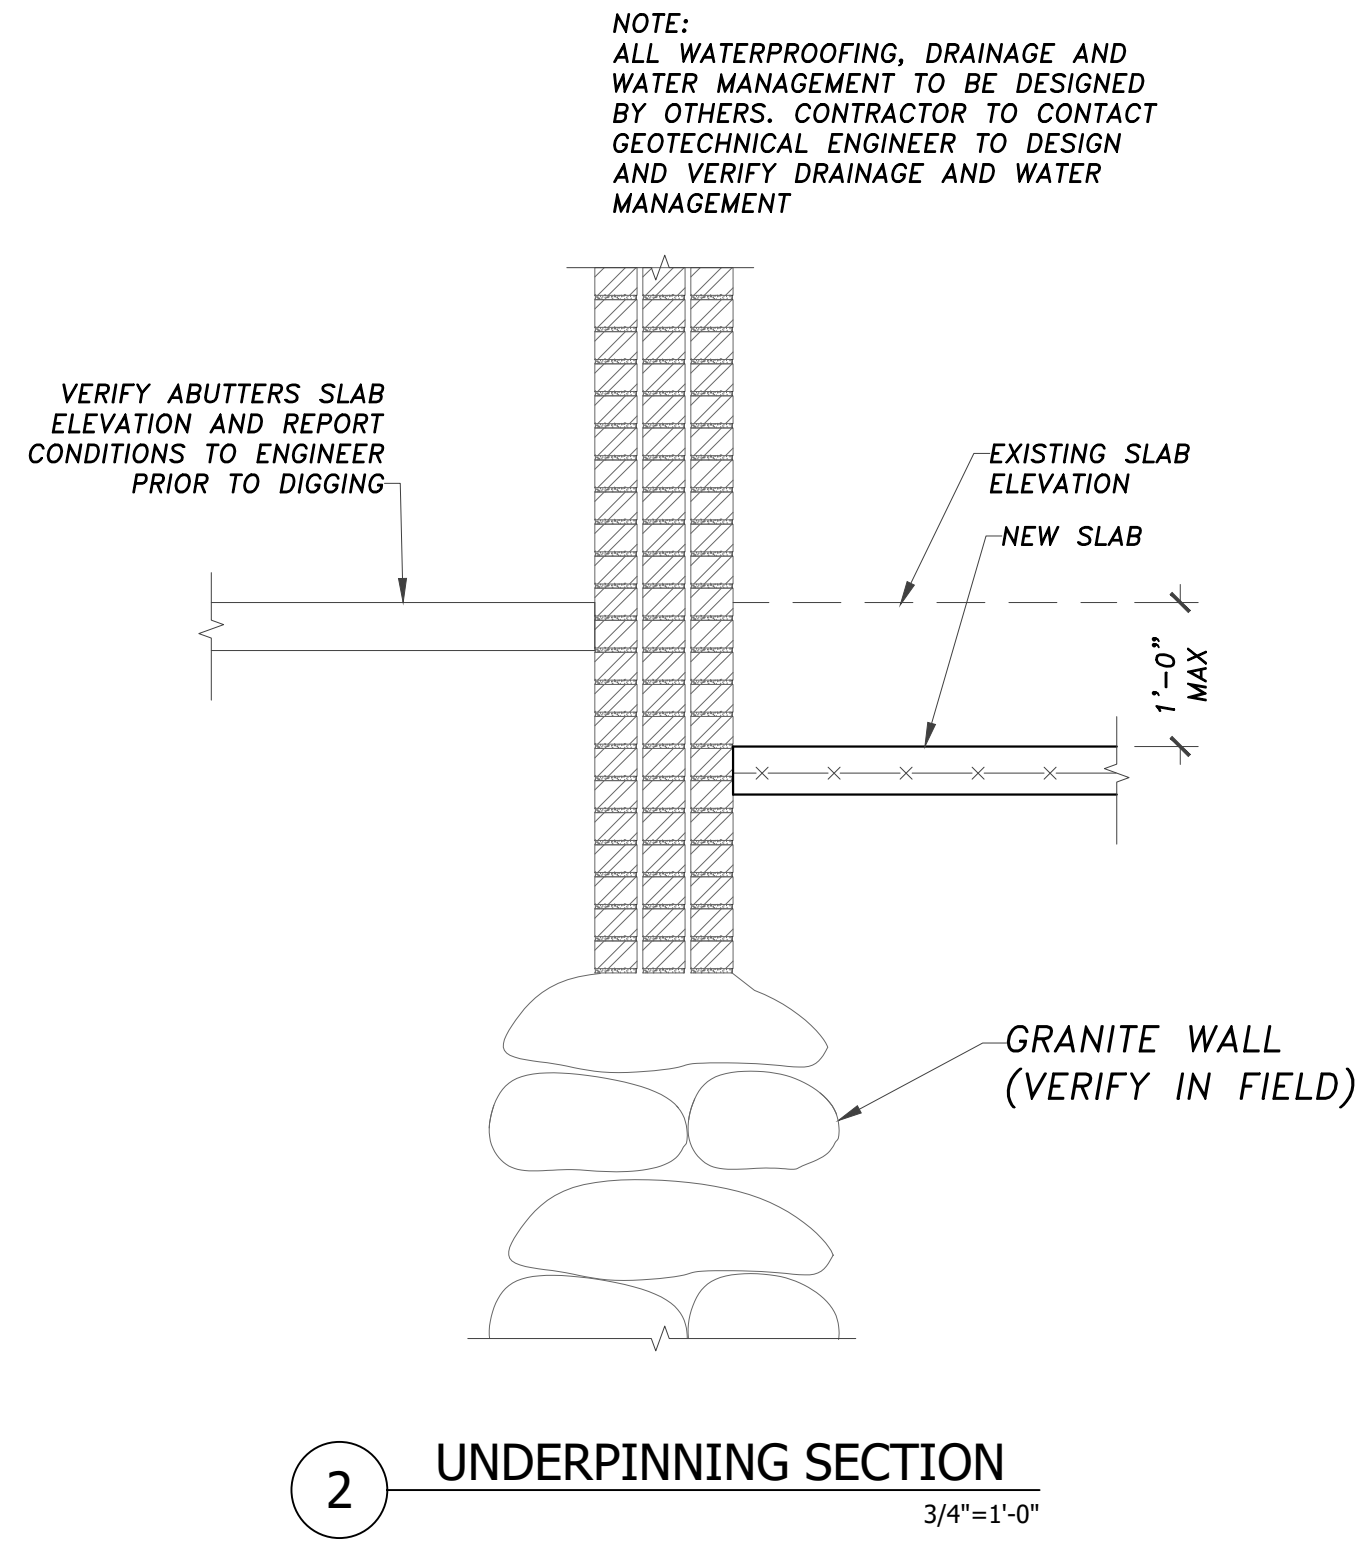 NOTE:
ALL WATERPROOFING, DRAINAGE AND
WATER MANAGEMENT TO BE DESIGNED
BY OTHERS. CONTRACTOR TO CONTACT
GEOTECHNICAL ENGINEER TO DESIGN
AND VERIFY DRAINAGE AND WATER
MANAGEMENT
VERIFY ABUTTERS SLAB
ELEVATION AND REPORT
CONDITIONS TO ENGINEER
PRIOR TO DIGGING
EXISTING SLAB
ELEVATION
NEW SLAB
1'-0"
MAX
GRANITE WALL
(VERIFY IN FIELD)
2
UNDERPINNING SECTION
3/4"=1'-0"